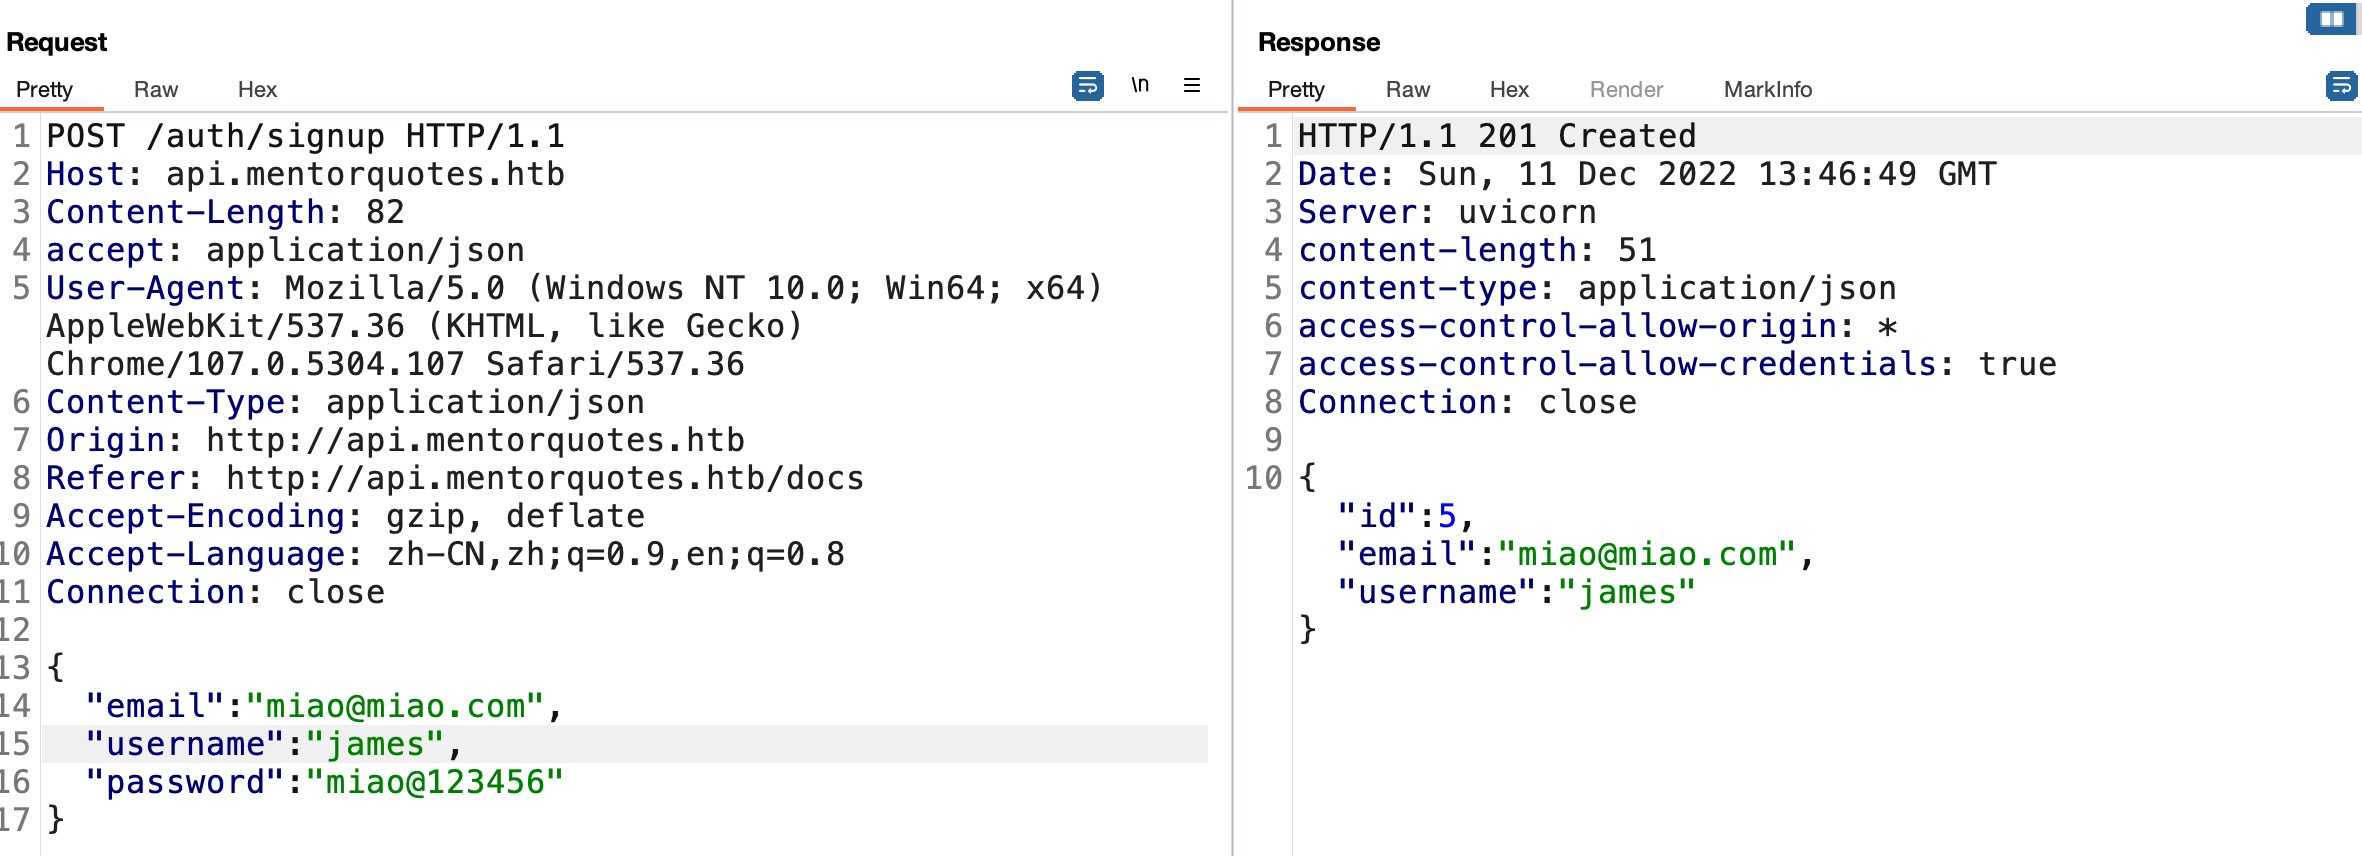 Request
Pretty Raw Hex \n
1 POST /auth/signup HTTP/1.1
2 Host: api.mentorquotes.htb
3 Content-Length: 82
4 accept: application/json
5 User-Agent: Mozilla/5.0 (Windows NT 10.0; Win64; x64)
AppleWebKit/537.36 (KHTML, like Gecko)
Chrome/107.0.5304.107 Safari/537.36
6 Content-Type: application/json
7 Origin: http://api.mentorquotes.htb
8 Referer: http://api.mentorquotes.htb/docs
9 Accept-Encoding: gzip, deflate
10 Accept-Language: zh-CN,zh;q=0.9,en;q=0.8
11 Connection: close
12
13 {
14 "email":"miao@miao.com",
15 "username":"james",
16 "password":"miao@123456"
17 }
Response
Pretty Raw Hex Render MarkInfo
1 HTTP/1.1 201 Created
2 Date: Sun, 11 Dec 2022 13:46:49 GMT
3 Server: uvicorn
4 content-length: 51
5 content-type: application/json
6 access-control-allow-origin: *
7 access-control-allow-credentials: true
8 Connection: close
9
10 {
"id":5,
"email":"miao@miao.com",
"username":"james"
}